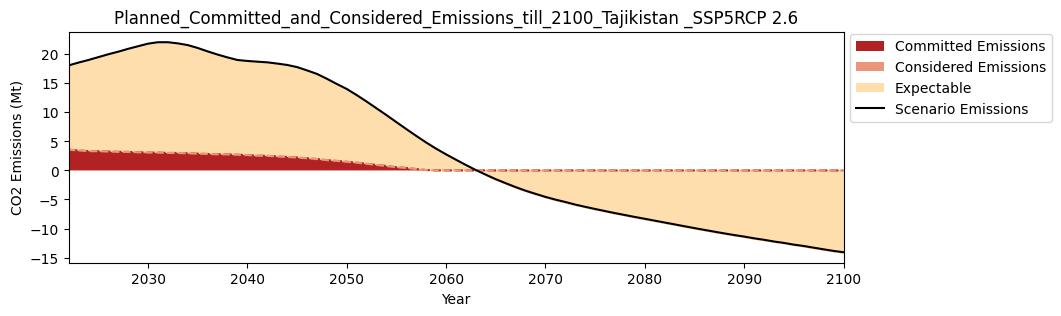 Planned_Committed_and_Considered_Emissions_till_2100_Tajikistan _SSP5RCP 2.6
CO2 Emissions (Mt)
20
15
10
5
0
−5
−10
−15
2030 2040 2050 2060 2070 2080 2090 2100
Year
Committed Emissions
Considered Emissions
Expectable
Scenario Emissions